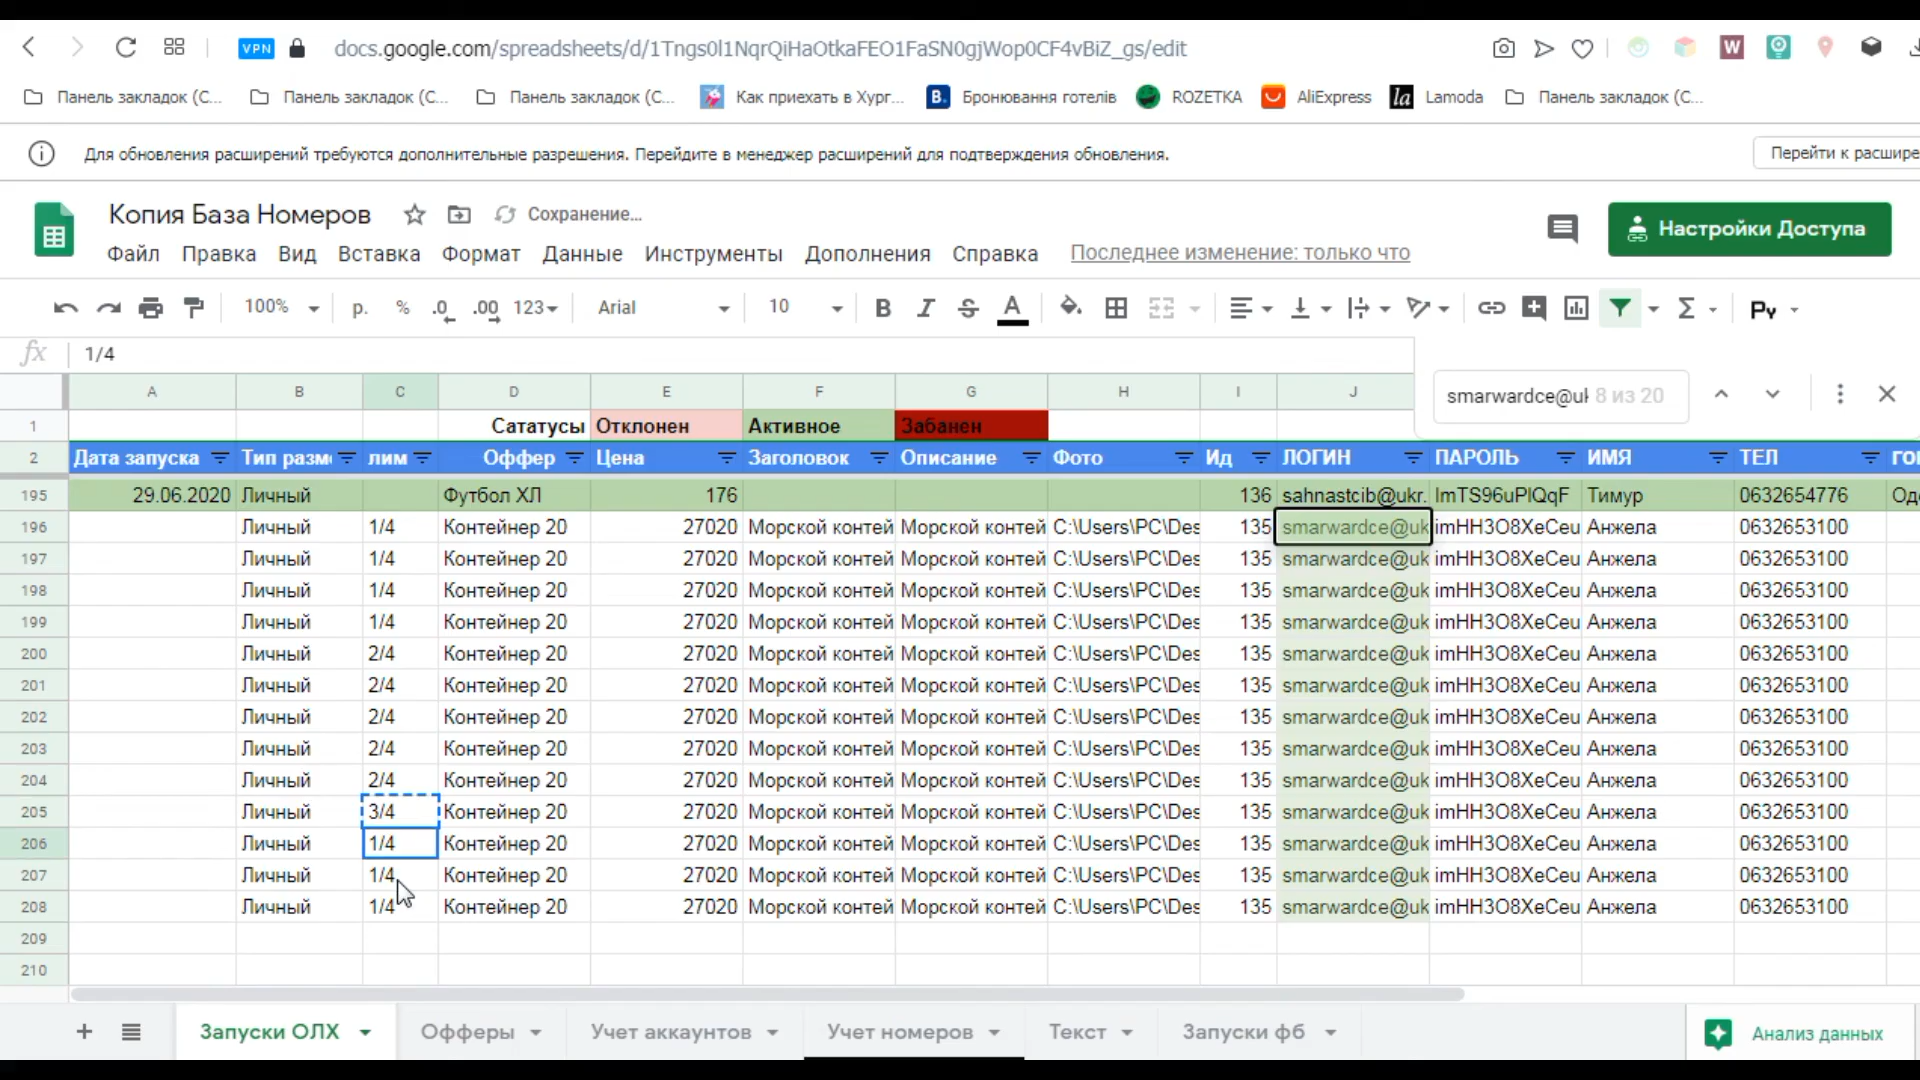 VPN docs.google.com/spreadsheets/d/1Tngs0l1NqrQiHaOtkaFEO1FaSN0gjWop0CF4vBiZ_gs/edit W
Панель закладок (С... Панель закладок (С... Панель закладок (С... Как приехать в Хург... B. Бронювання готелів ROZETKA AliExpress la Lamoda Панель закладок (С...
Для обновления расширений требуются дополнительные разрешения. Перейдите в менеджер расширений для подтверждения обновления. Перейти к расшире
Копия База Номеров Сохранение...
Файл Правка Вид Вставка Формат Данные Инструменты Дополнения Справка Последнее изменение: только что Настройки Доступа
100% р. % .0 .00 123 Arial 10 B I S A Σ Ру
fx 1/4
smarwardce@uk 8 из 20
A B C D E F G H I J
1 Сататусы Отклонен Активное Забанен
2 Дата запуска Тип разм лим Оффер Цена Заголовок Описание Фото Ид ЛОГИН ПАРОЛЬ ИМЯ ТЕЛ ГО
195 29.06.2020 Личный Футбол ХЛ 176 136 sahnastcib@ukr. ImTS96uPlQqF Тимур 0632654776 Од
196 Личный 1/4 Контейнер 20 27020 Морской контей Морской контей C:\Users\PC\Des 135 smarwardce@uk imHH3O8XeCeu Анжела 0632653100
197 Личный 1/4 Контейнер 20 27020 Морской контей Морской контей C:\Users\PC\Des 135 smarwardce@uk imHH3O8XeCeu Анжела 0632653100
198 Личный 1/4 Контейнер 20 27020 Морской контей Морской контей C:\Users\PC\Des 135 smarwardce@uk imHH3O8XeCeu Анжела 0632653100
199 Личный 1/4 Контейнер 20 27020 Морской контей Морской контей C:\Users\PC\Des 135 smarwardce@uk imHH3O8XeCeu Анжела 0632653100
200 Личный 2/4 Контейнер 20 27020 Морской контей Морской контей C:\Users\PC\Des 135 smarwardce@uk imHH3O8XeCeu Анжела 0632653100
201 Личный 2/4 Контейнер 20 27020 Морской контей Морской контей C:\Users\PC\Des 135 smarwardce@uk imHH3O8XeCeu Анжела 0632653100
202 Личный 2/4 Контейнер 20 27020 Морской контей Морской контей C:\Users\PC\Des 135 smarwardce@uk imHH3O8XeCeu Анжела 0632653100
203 Личный 2/4 Контейнер 20 27020 Морской контей Морской контей C:\Users\PC\Des 135 smarwardce@uk imHH3O8XeCeu Анжела 0632653100
204 Личный 2/4 Контейнер 20 27020 Морской контей Морской контей C:\Users\PC\Des 135 smarwardce@uk imHH3O8XeCeu Анжела 0632653100
205 Личный 3/4 Контейнер 20 27020 Морской контей Морской контей C:\Users\PC\Des 135 smarwardce@uk imHH3O8XeCeu Анжела 0632653100
206 Личный 1/4 Контейнер 20 27020 Морской контей Морской контей C:\Users\PC\Des 135 smarwardce@uk imHH3O8XeCeu Анжела 0632653100
207 Личный 1/4 Контейнер 20 27020 Морской контей Морской контей C:\Users\PC\Des 135 smarwardce@uk imHH3O8XeCeu Анжела 0632653100
208 Личный 1/4 Контейнер 20 27020 Морской контей Морской контей C:\Users\PC\Des 135 smarwardce@uk imHH3O8XeCeu Анжела 0632653100
209
210
Запуски ОЛХ Офферы Учет аккаунтов Учет номеров Текст Запуски фб Анализ данных